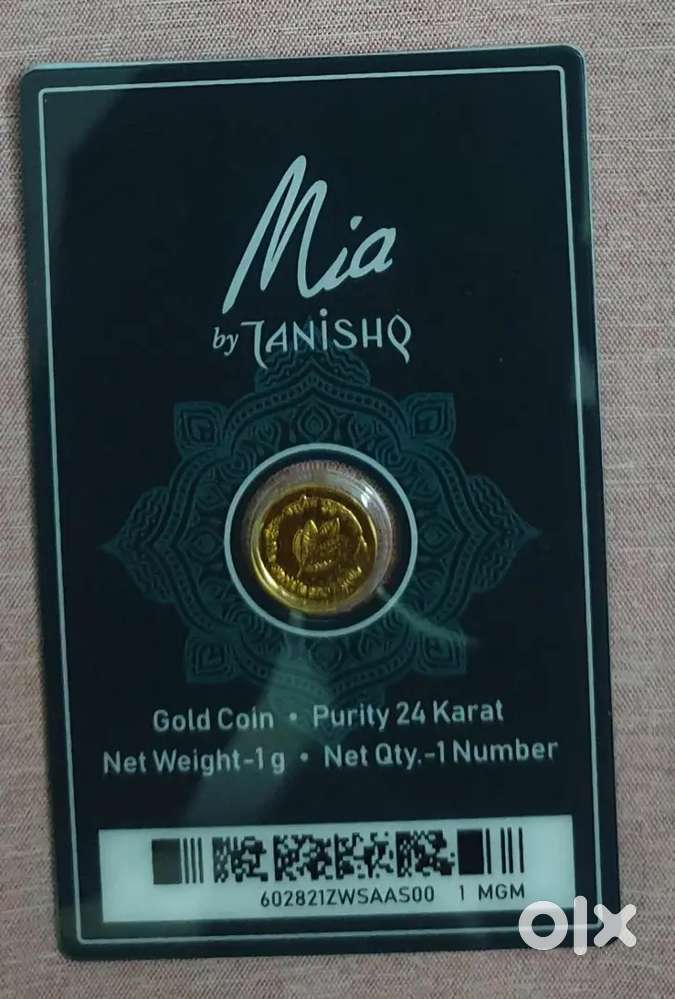 Mia
by TANiSHQ
Gold Coin • Purity 24 Karat
Net Weight-1g • Net Qty.-1 Number
602821ZWSAAS00 1 MGM
olx